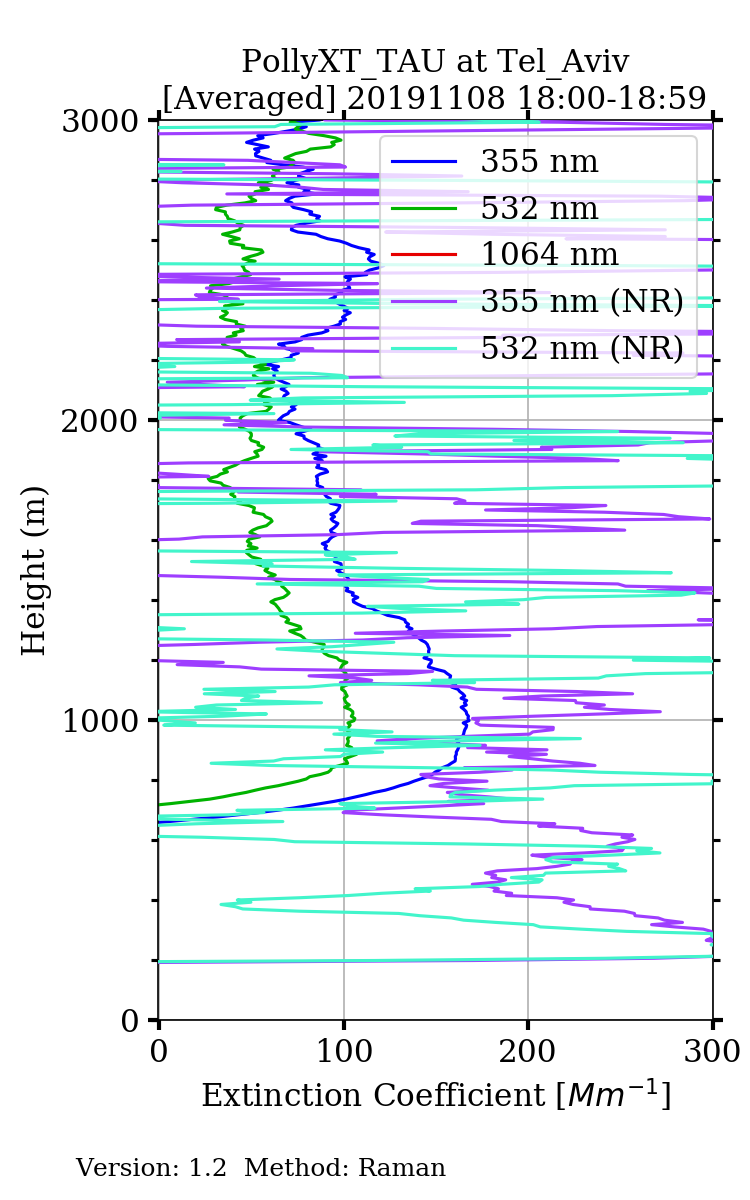 PollyXT_TAU at Tel_Aviv
[Averaged] 20191108 18:00-18:59
3000
355 nm
532 nm
1064 nm
355 nm (NR)
532 nm (NR)
2000
1000
0
Height (m)
0 100 200 300
Extinction Coefficient [Mm⁻¹]
Version: 1.2 Method: Raman